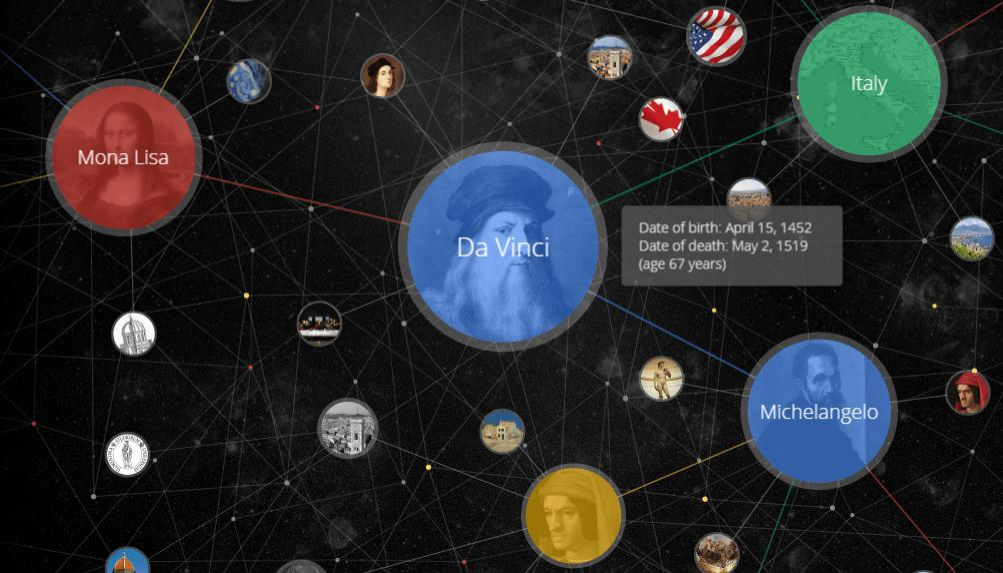 Italy
Mona Lisa
Da Vinci
Date of birth: April 15, 1452
Date of death: May 2, 1519
(age 67 years)
Michelangelo